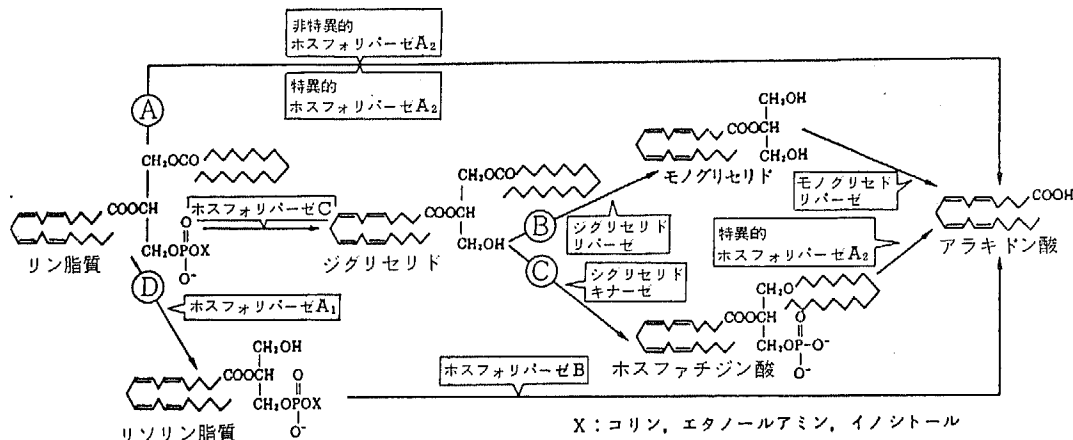 非特異的
ホスフォリパーゼA₂
特異的
ホスフォリパーゼA₂
A
CH₂OCO
COOCH
O
CH₂OPOX
O⁻
リン脂質
ホスフォリパーゼC
CH₂OCO
COOCH
CH₂OH
ジグリセリド
B
ジグリセリド
リパーゼ
C
シグリセリド
キナーゼ
CH₂OH
COOCH
CH₂OH
モノグリセリド
モノグリセト
リパーゼ
特異的
ホスフォリパーゼA₂
COOH
アラキドン酸
CH₂O
COOCH
O
CH₂OP-O⁻
O⁻
ホスファチジン酸
D
ホスフォリパーゼA₁
CH₂OH
COOCH
O
CH₂OPOX
O⁻
リソリン脂質
ホスフォリパーゼB
X:コリン,エタノールアミン,イノシトール